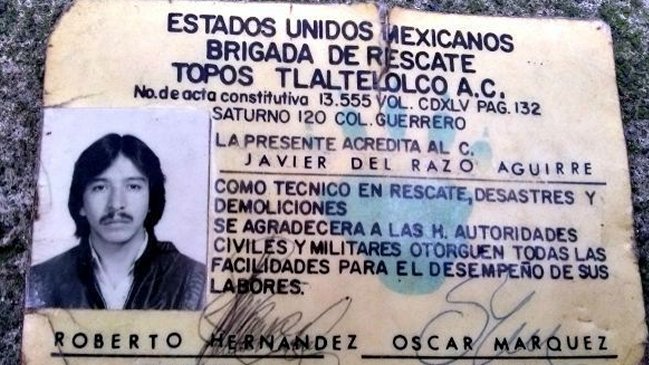 ESTADOS UNIDOS MEXICANOS
BRIGADA DE RESCATE
TOPOS TLALTELOLCO A.C.
No. de acta constitutiva 13.555 VOL. CDXLV PAG. 132
SATURNO 120 COL. GUERRERO
LA PRESENTE ACREDITA AL C.
JAVIER DEL RAZO AGUIRRE
COMO TECNICO EN RESCATE, DESASTRES Y
DEMOLICIONES
SE AGRADECERA A LAS H. AUTORIDADES
CIVILES Y MILITARES OTORGUEN TODAS LAS
FACILIDADES PARA EL DESEMPEÑO DE SUS
LABORES.
ROBERTO HERNANDEZ OSCAR MARQUEZ